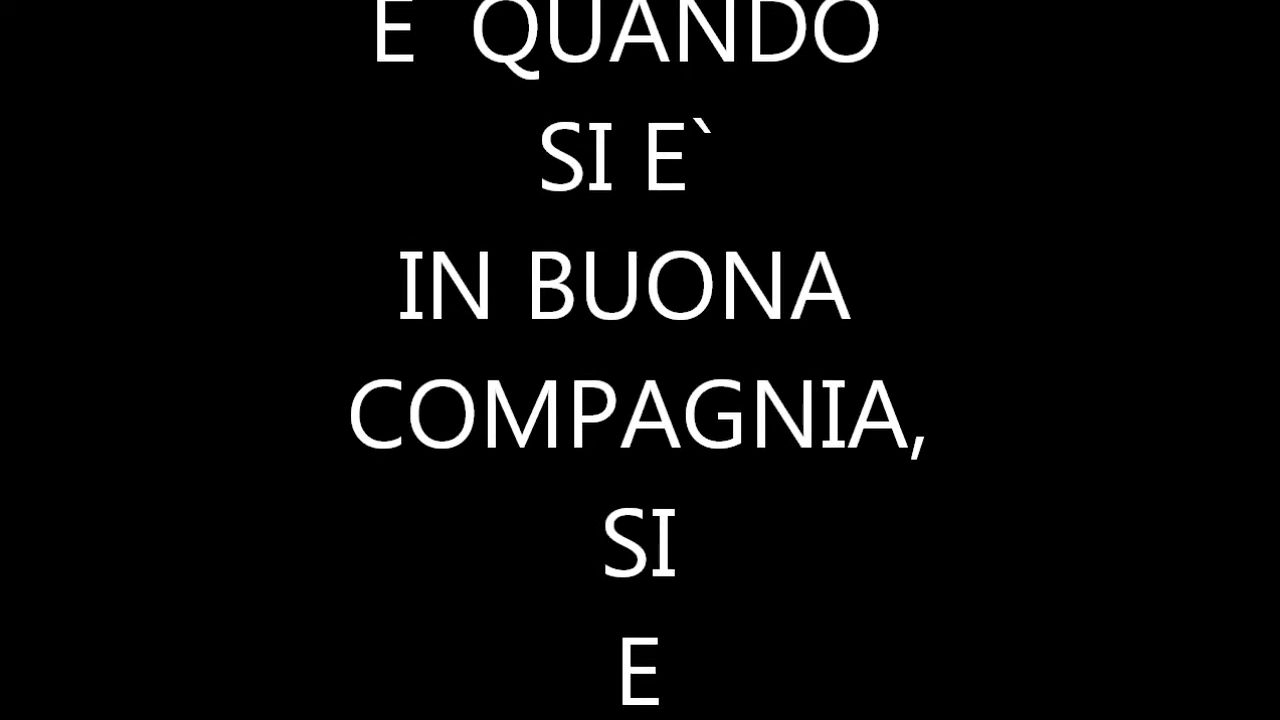 E QUANDO
SI E`
IN BUONA
COMPAGNIA,
SI
E